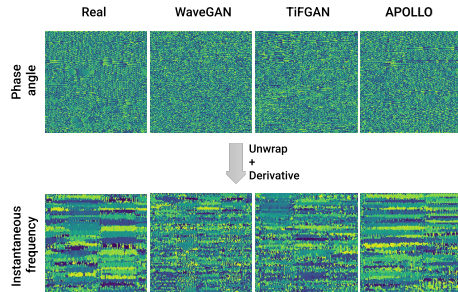 Real WaveGAN TiFGAN APOLLO
Phase
angle
Unwrap
+
Derivative
Instantaneous
frequency